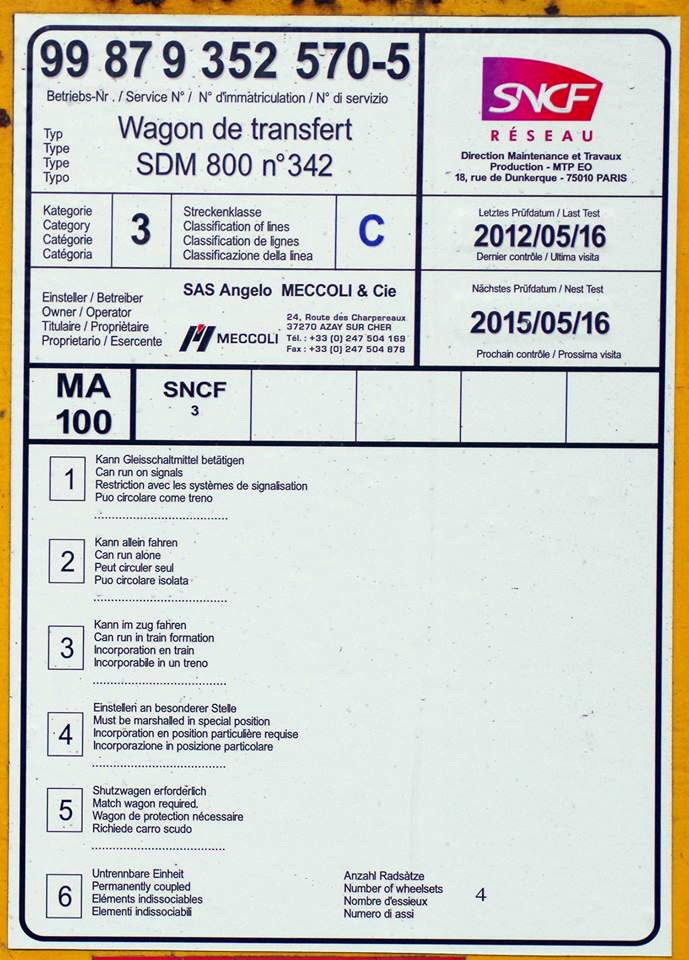 99 87 9 352 570-5
Betriebs-Nr . / Service N° / N° d'immatriculation / N° di servizio
Typ
Type
Type
Typo
Wagon de transfert
SDM 800 n°342
SNCF
RÉSEAU
Direction Maintenance et Travaux
Production - MTP EO
18, rue de Dunkerque - 75010 PARIS
Kategorie
Category
Catégorie
Catégoria
3
Streckenklasse
Classification of lines
Classification de lignes
Classificazione della linea
C
Letztes Prüfdatum / Last Test
2012/05/16
Dernier contrôle / Ultima visita
Einsteller / Betreiber
Owner / Operator
Titulaire / Propriètaire
Proprietario / Esercente
SAS Angelo MECCOLI & Cie
MECCOLI
24, Route des Charpereaux
37270 AZAY SUR CHER
Tél. : +33 (0) 247 504 169
Fax : +33 (0) 247 504 878
Nächstes Prüfdatum / Nest Test
2015/05/16
Prochain contrôle / Prossima visita
MA
100
SNCF
3
1
Kann Gleisschaltmittel betätigen
Can run on signals
Restriction avec les systèmes de signalisation
Puo circolare come treno
2
Kann allein fahren
Can run alone
Peut circuler seul
Puo circolare isolata
3
Kann im zug fahren
Can run in train formation
Incorporation en train
Incorporabile in un treno
4
Einstellen an besonderer Stelle
Must be marshalled in special position
Incorporation en position particulière requise
Incorporazione in posizione particolare
5
Shutzwagen erforderlich
Match wagon required.
Wagon de protection nécessaire
Richiede carro scudo
6
Untrennbare Einheit
Permanently coupled
Eléments indissociables
Elementi indissociabili
Anzahl Radsàtze
Number of wheelsets
Nombre d'essieux
Numero di assi
4